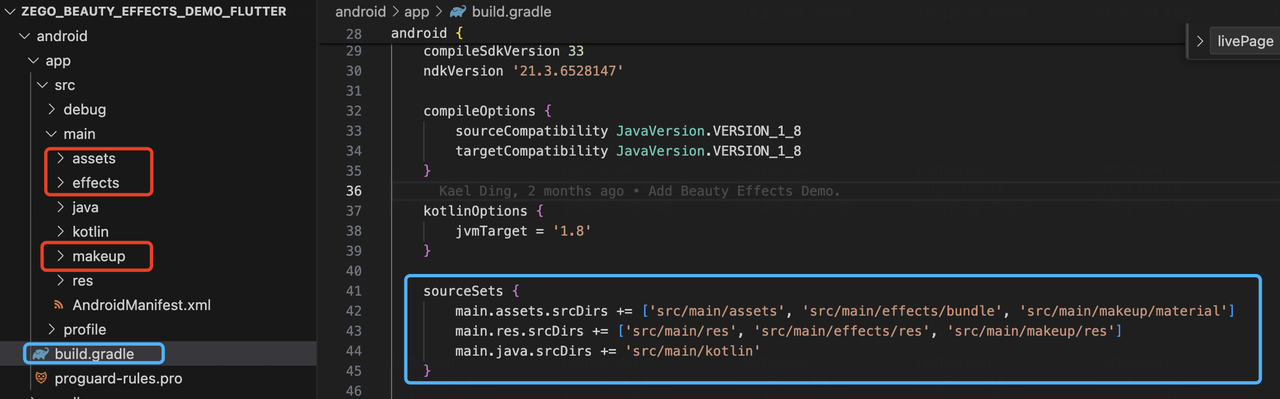 ZEGO_BEAUTY_EFFECTS_DEMO_FLUTTER
android
app
src
debug
main
assets
effects
java
kotlin
makeup
res
AndroidManifest.xml
profile
build.gradle
proguard-rules.pro
android > app > build.gradle
28 android {
29 compileSdkVersion 33
30 ndkVersion '21.3.6528147'
31
32 compileOptions {
33 sourceCompatibility JavaVersion.VERSION_1_8
34 targetCompatibility JavaVersion.VERSION_1_8
35 }
36 Kael Ding, 2 months ago • Add Beauty Effects Demo.
37 kotlinOptions {
38 jvmTarget = '1.8'
39 }
40
41 sourceSets {
42 main.assets.srcDirs += ['src/main/assets', 'src/main/effects/bundle', 'src/main/makeup/material']
43 main.res.srcDirs += ['src/main/res', 'src/main/effects/res', 'src/main/makeup/res']
44 main.java.srcDirs += 'src/main/kotlin'
45 }
46
livePage